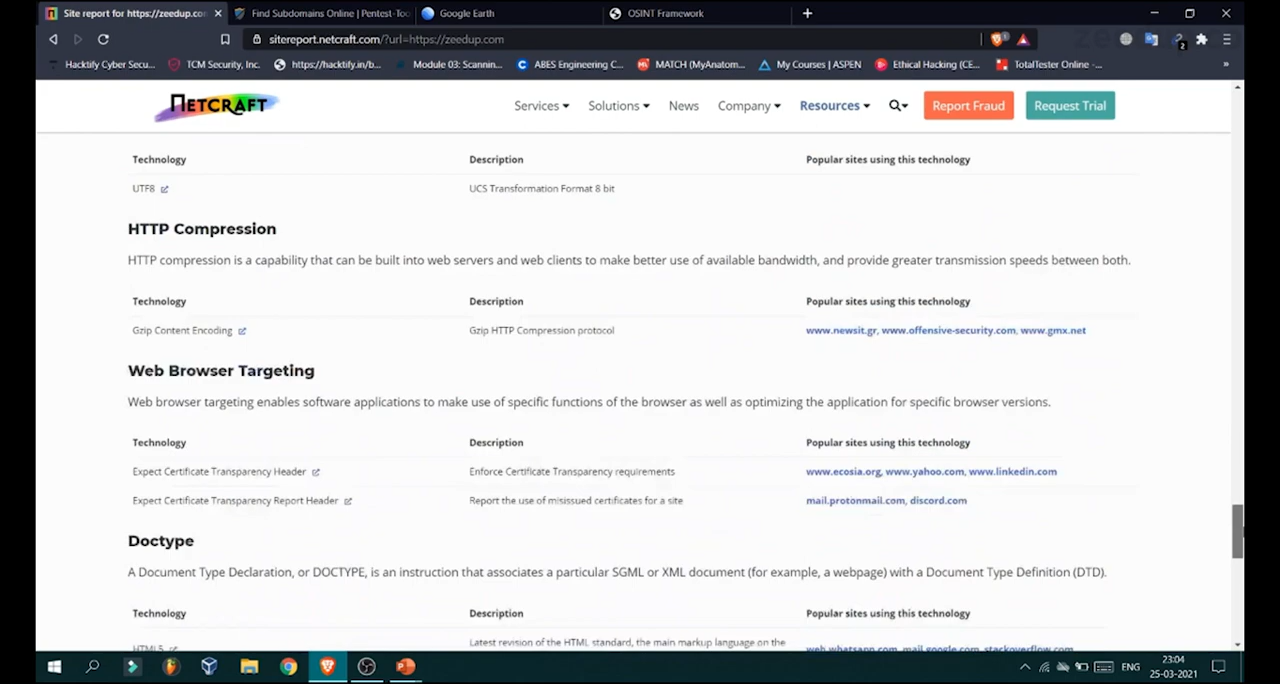 Site report for https://zeedup.co
Find Subdomains Online | Pentest-Too
Google Earth
OSINT Framework
sitereport.netcraft.com/?url=https://zeedup.com
2
Hacktify Cyber Secu...
TCM Security, Inc.
https://hacktify.in/b...
Module 03: Scannin...
ABES Engineering C...
MATCH (MyAnatom...
My Courses | ASPEN
Ethical Hacking (CE...
TotalTester Online -...
»
NETCRAFT
Services
Solutions
News
Company
Resources
Report Fraud
Request Trial
Technology
Description
Popular sites using this technology
UTF8
UCS Transformation Format 8 bit
HTTP Compression
HTTP compression is a capability that can be built into web servers and web clients to make better use of available bandwidth, and provide greater transmission speeds between both.
Technology
Description
Popular sites using this technology
Gzip Content Encoding
Gzip HTTP Compression protocol
www.newsit.gr, www.offensive-security.com, www.gmx.net
Web Browser Targeting
Web browser targeting enables software applications to make use of specific functions of the browser as well as optimizing the application for specific browser versions.
Technology
Description
Popular sites using this technology
Expect Certificate Transparency Header
Enforce Certificate Transparency requirements
www.ecosia.org, www.yahoo.com, www.linkedin.com
Expect Certificate Transparency Report Header
Report the use of misissued certificates for a site
mail.protonmail.com, discord.com
Doctype
A Document Type Declaration, or DOCTYPE, is an instruction that associates a particular SGML or XML document (for example, a webpage) with a Document Type Definition (DTD).
Technology
Description
Popular sites using this technology
HTML5
Latest revision of the HTML standard, the main markup language on the
web.whatsapp.com, mail.google.com, stackoverflow.com
ENG
23:04
25-03-2021